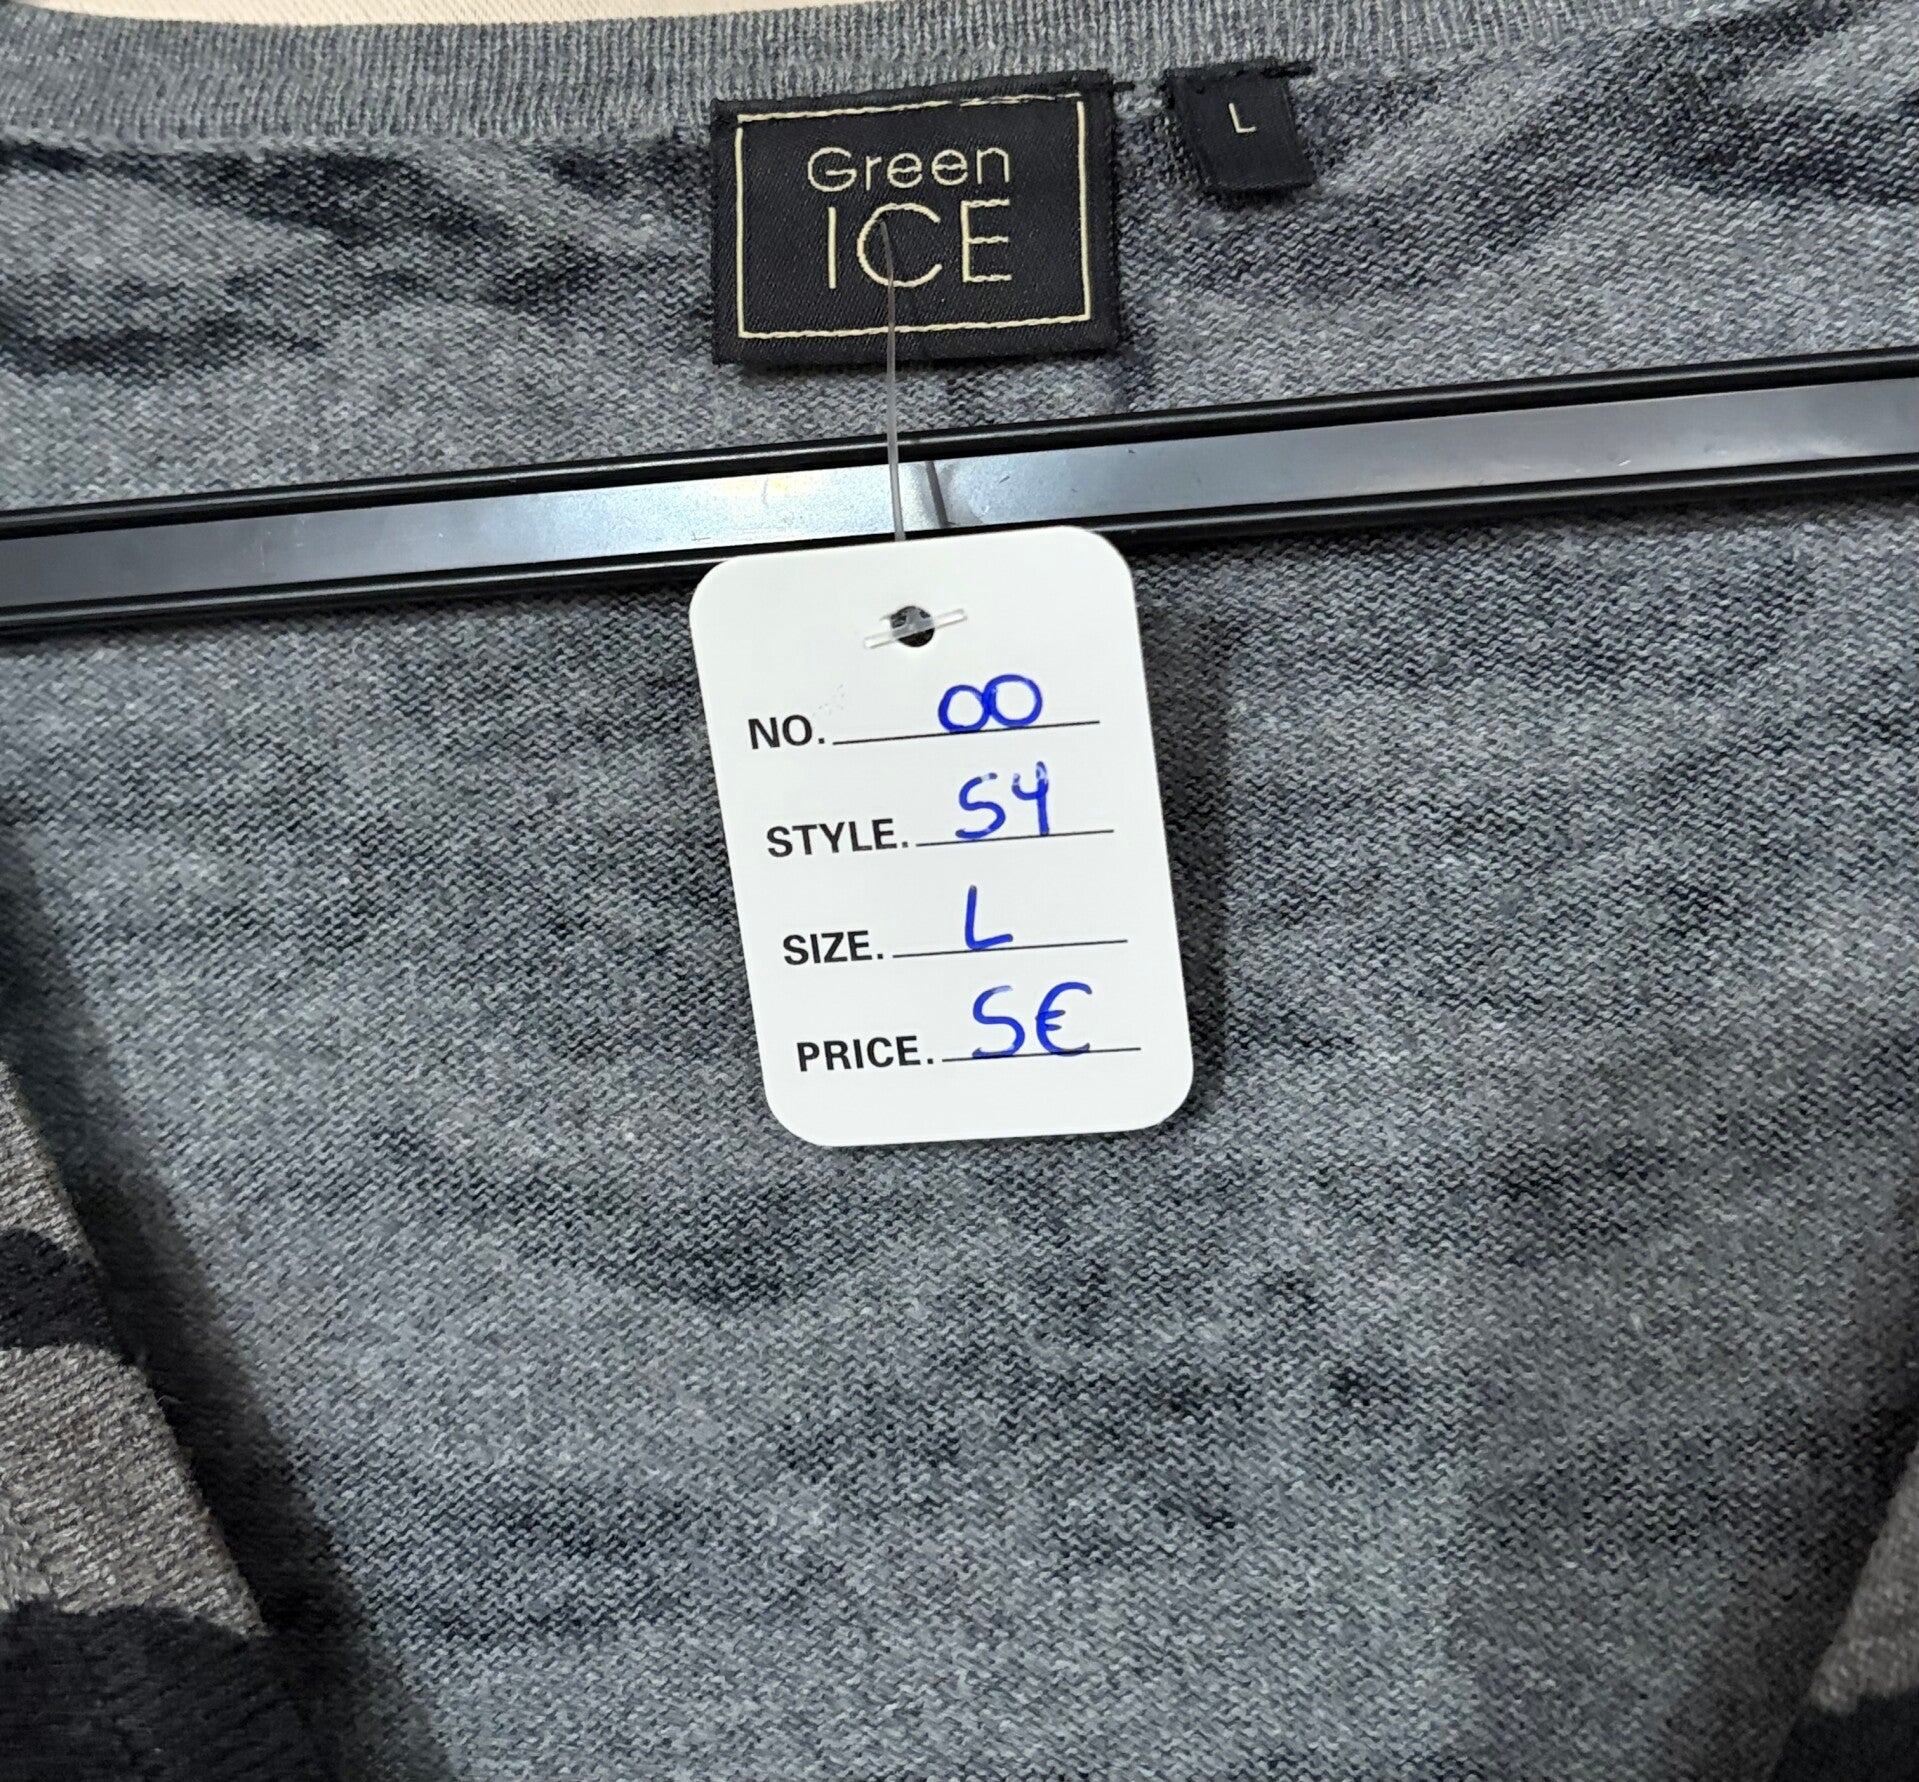 Green
ICE
L
NO. 00
STYLE. 54
SIZE. L
PRICE. 5€